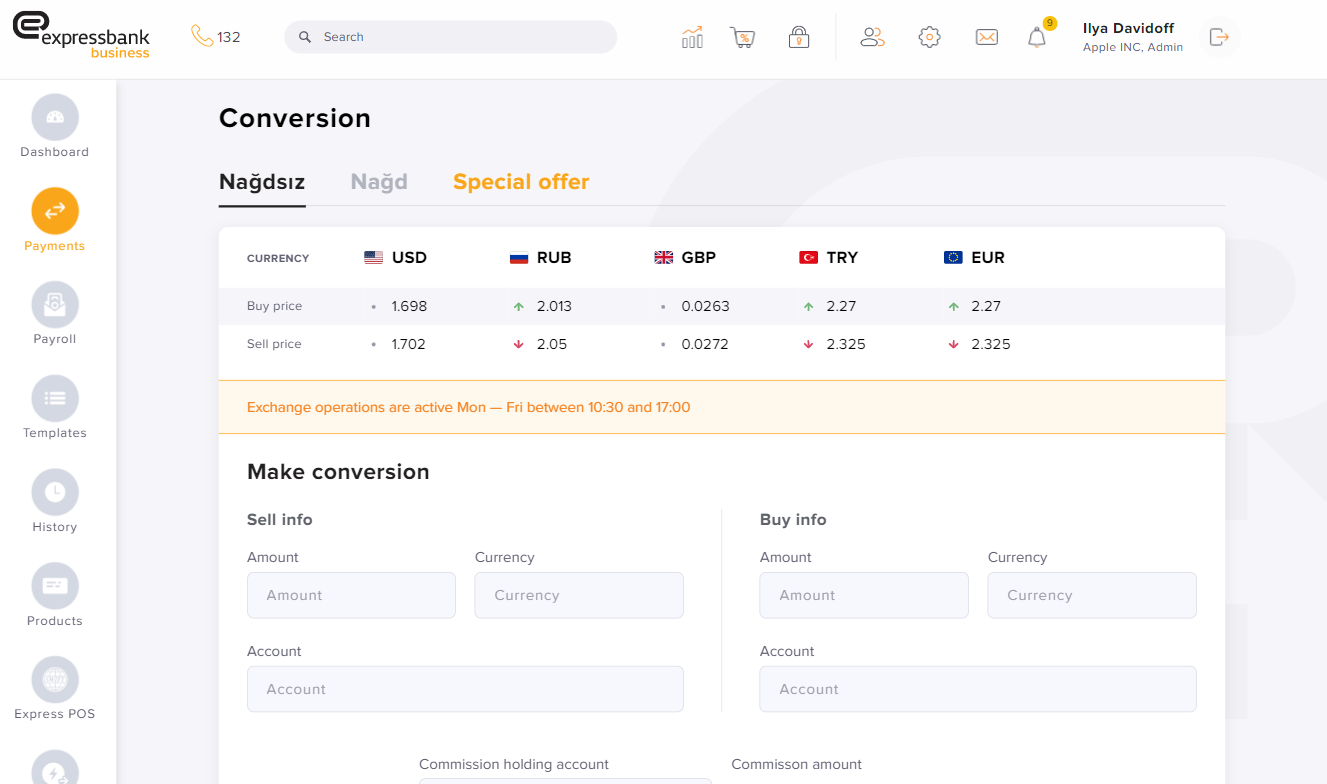 expressbank
business
132
Search
9
Ilya Davidoff
Apple INC, Admin
Dashboard
Payments
Payroll
Templates
History
Products
Express POS
Conversion
Nağdsız Nağd Special offer
CURRENCY USD RUB GBP TRY EUR
Buy price 1.698 2.013 0.0263 2.27 2.27
Sell price 1.702 2.05 0.0272 2.325 2.325
Exchange operations are active Mon — Fri between 10:30 and 17:00
Make conversion
Sell info Buy info
Amount Currency Amount Currency
Amount Currency Amount Currency
Account Account
Account Account
Commission holding account Commisson amount